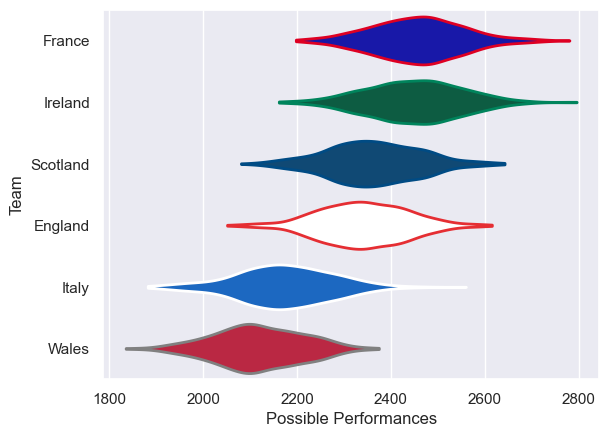 France
Ireland
Scotland
England
Italy
Wales
Team
1800 2000 2200 2400 2600 2800
Possible Performances